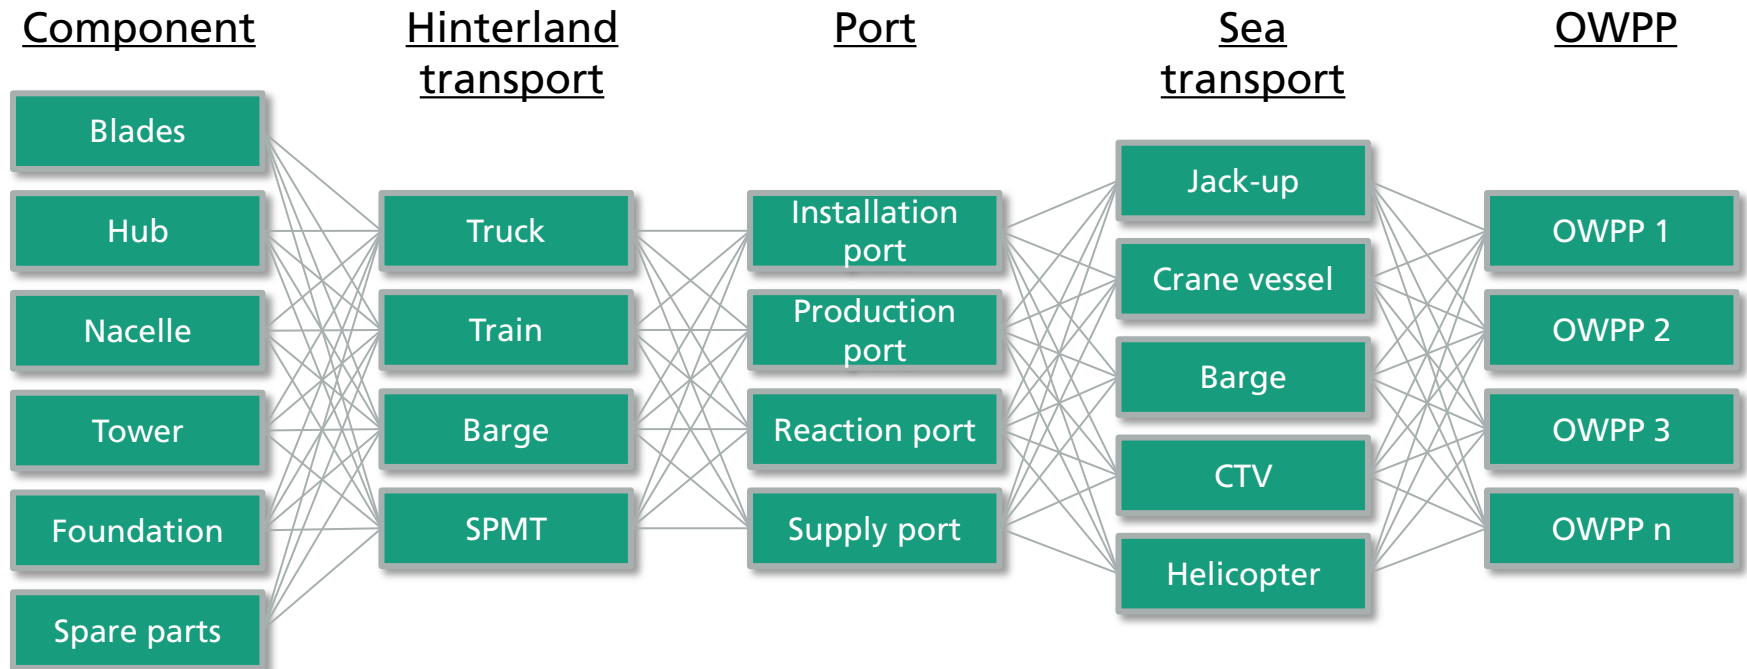 Component
Hinterland
transport
Port
Sea
transport
OWPP
Blades
Hub
Nacelle
Tower
Foundation
Spare parts
Truck
Train
Barge
SPMT
Installation
port
Production
port
Reaction port
Supply port
Jack-up
Crane vessel
Barge
CTV
Helicopter
OWPP 1
OWPP 2
OWPP 3
OWPP n